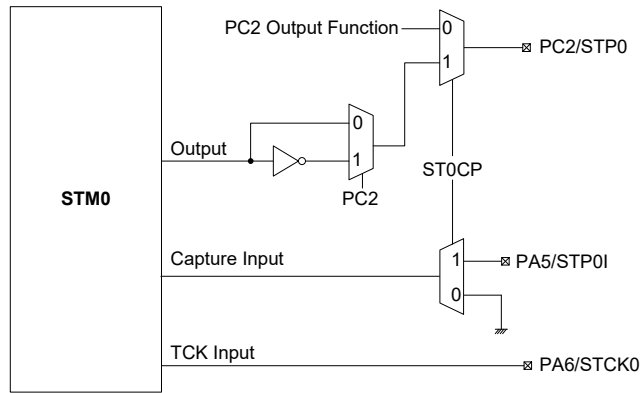 PC2 Output Function
0
1
PC2/STP0
Output
0
1
PC2
ST0CP
STM0
Capture Input
1
0
PA5/STP0I
TCK Input
PA6/STCK0